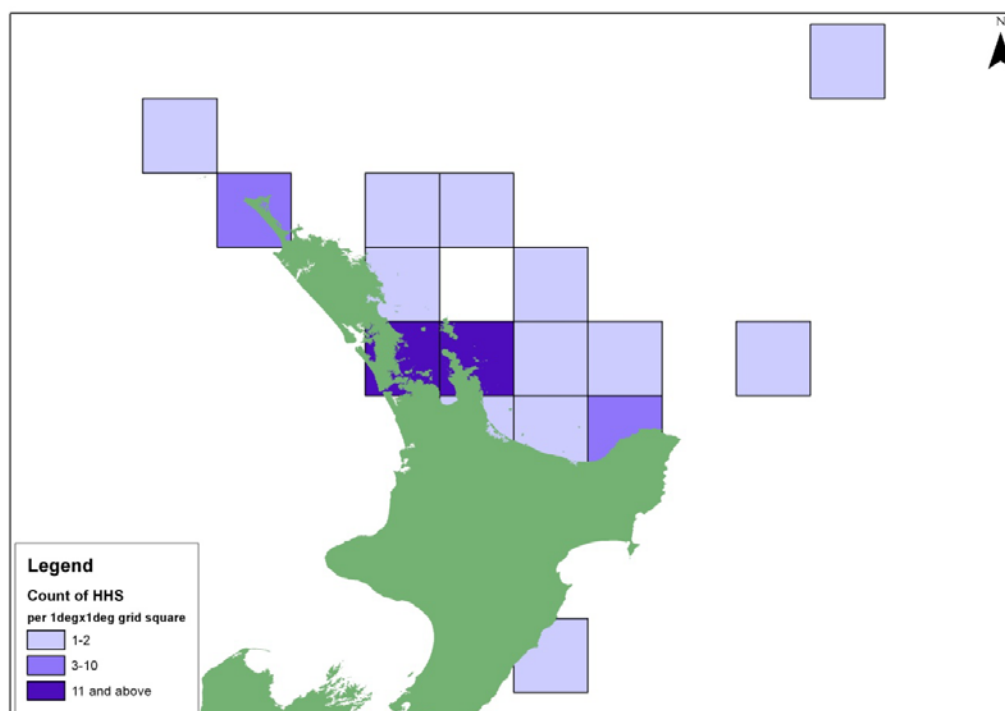 N
Legend
Count of HHS
per 1degx1deg grid square
1-2
3-10
11 and above